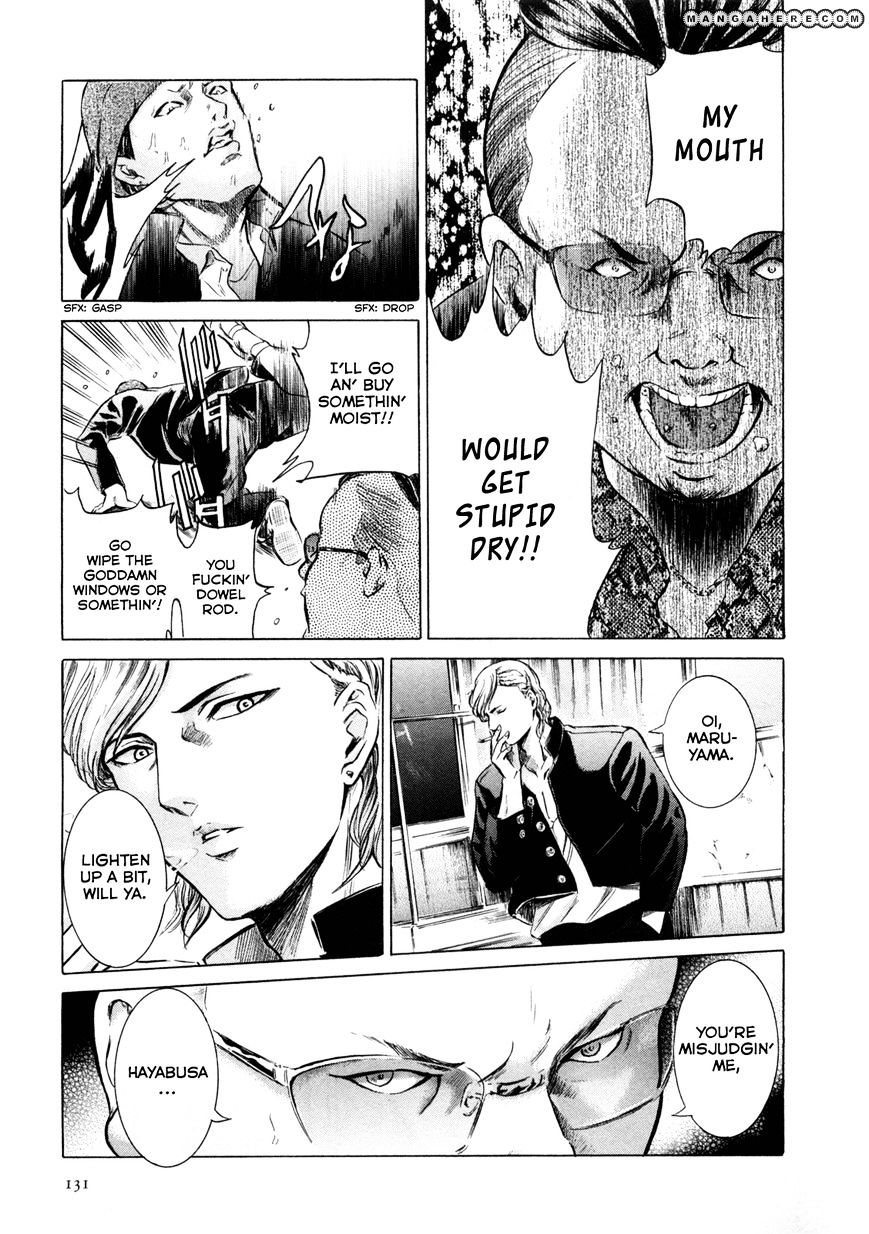 MANGAHERE.COM
MY
MOUTH
WOULD
GET
STUPID
DRY!!
SFX: GASP
SFX: DROP
I'LL GO
AN' BUY
SOMETHIN'
MOIST!!
YOU
FUCKIN'
DOWEL
ROD.
GO
WIPE THE
GODDAMN
WINDOWS OR
SOMETHIN'!
OI,
MARU-
YAMA.
LIGHTEN
UP A BIT,
WILL YA.
YOU'RE
MISJUDGIN'
ME,
HAYABUSA
...
131